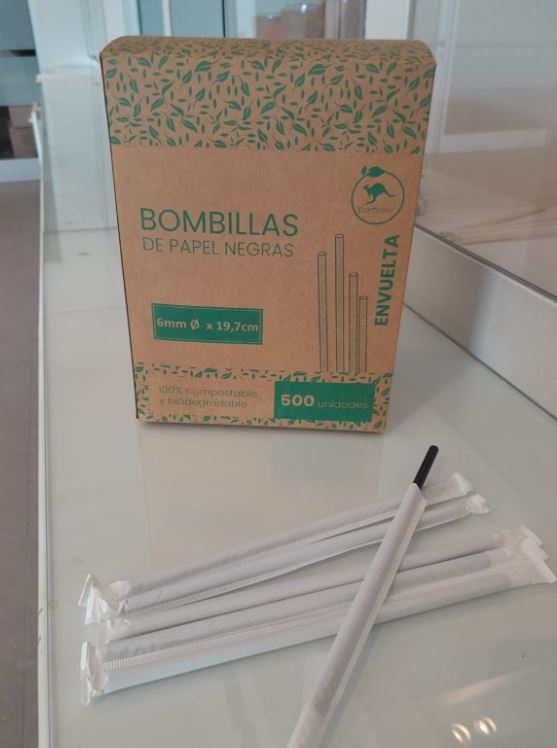 BOMBILLAS
DE PAPEL NEGRAS
ENVUELTA
6mm Ø x 19,7cm
100% compostable
y biodegradable
500 unidades